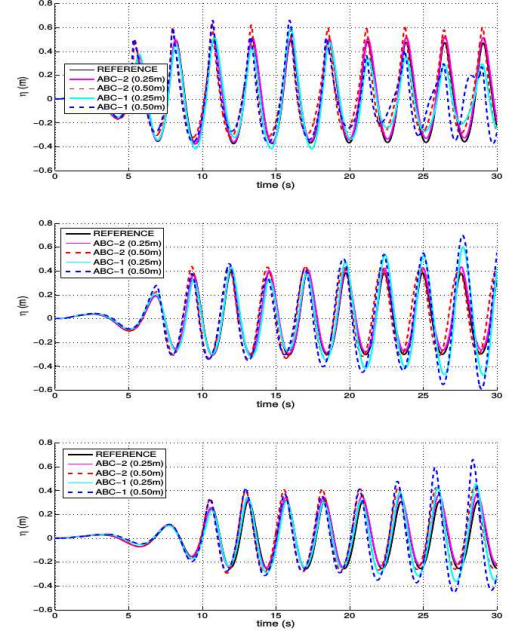 0.8
0.6
0.4
0.2
0
−0.2
−0.4
−0.6
η (m)
REFERENCE
ABC−2 (0.25m)
ABC−2 (0.50m)
ABC−1 (0.25m)
ABC−1 (0.50m)
0 5 10 15 20 25 30
time (s)
0.8
0.6
0.4
0.2
0
−0.2
−0.4
−0.6
η (m)
REFERENCE
ABC−2 (0.25m)
ABC−2 (0.50m)
ABC−1 (0.25m)
ABC−1 (0.50m)
0 5 10 15 20 25 30
time (s)
0.8
0.6
0.4
0.2
0
−0.2
−0.4
−0.6
η (m)
REFERENCE
ABC−2 (0.25m)
ABC−2 (0.50m)
ABC−1 (0.25m)
ABC−1 (0.50m)
0 5 10 15 20 25 30
time (s)